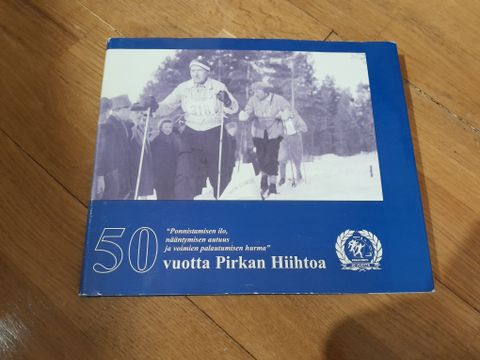 "Ponnistamisen ilo,
nääntymisen autuus
ja voimien palautumisen hurma"
50 vuotta Pirkan Hiihtoa